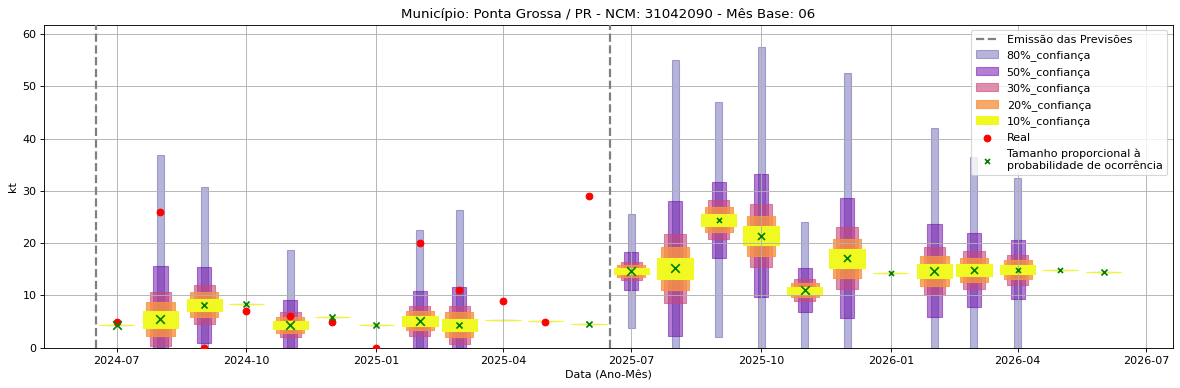 Município: Ponta Grossa / PR - NCM: 31042090 - Mês Base: 06
60
50
40
30
20
10
0
kt
Emissão das Previsões
80%_confiança
50%_confiança
30%_confiança
20%_confiança
10%_confiança
Real
Tamanho proporcional à
probabilidade de ocorrência
2024-07 2024-10 2025-01 2025-04 2025-07 2025-10 2026-01 2026-04 2026-07
Data (Ano-Mês)